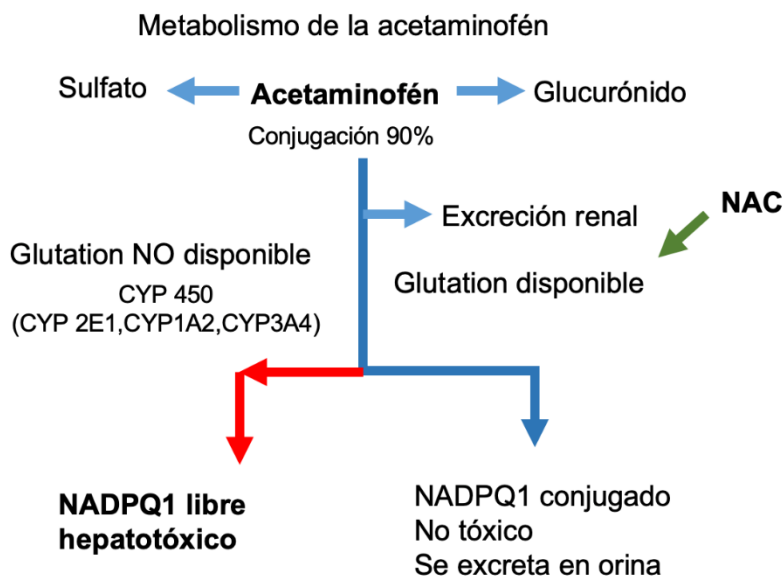 Metabolismo de la acetaminofén
Sulfato
Acetaminofén
Glucurónido
Conjugación 90%
Excreción renal
NAC
Glutation NO disponible
CYP 450
(CYP 2E1,CYP1A2,CYP3A4)
Glutation disponible
NADPQ1 libre
hepatotóxico
NADPQ1 conjugado
No tóxico
Se excreta en orina